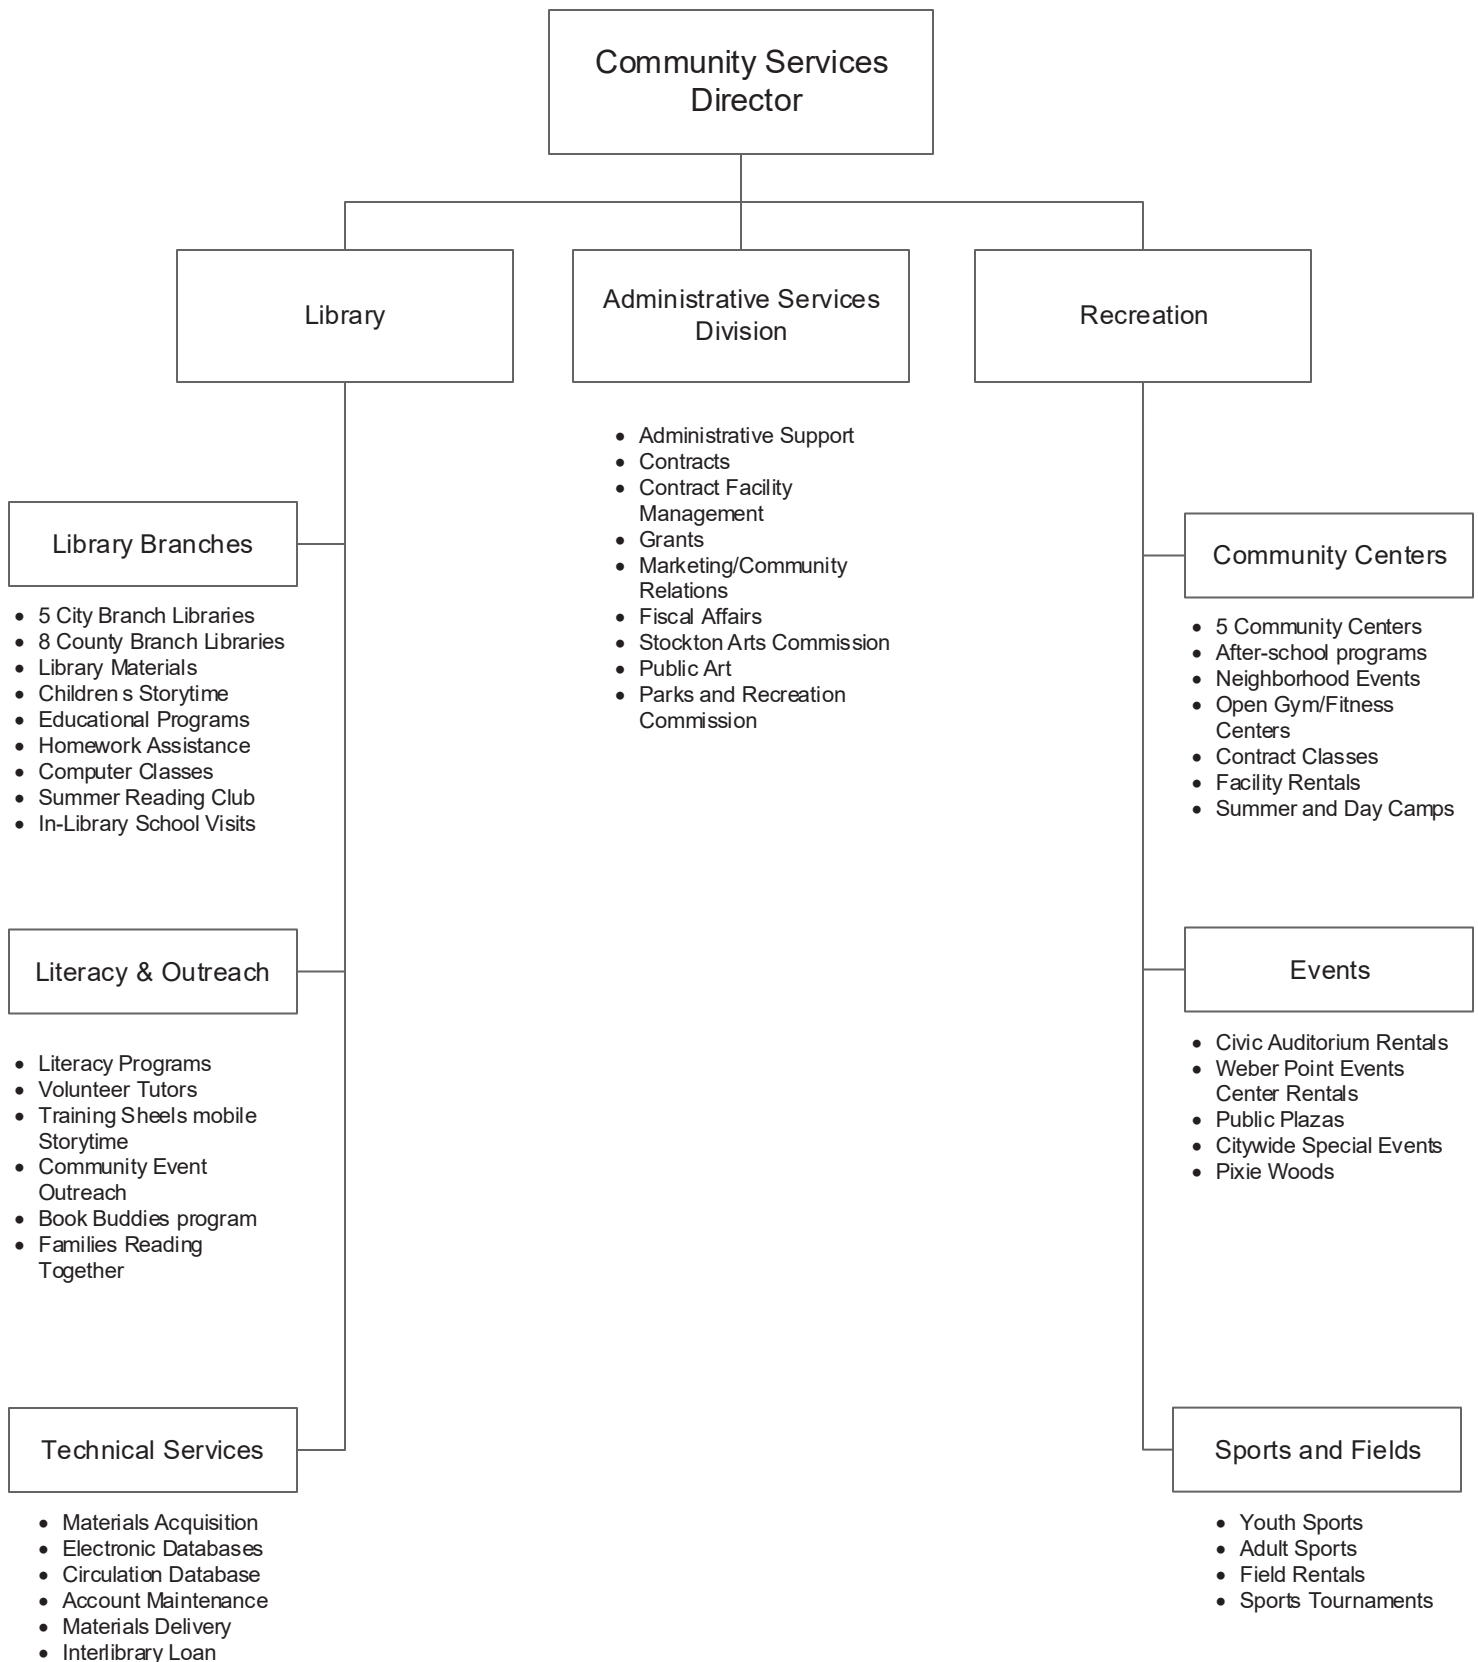 Community Services
Director
Library
Administrative Services
Division
Recreation
• Administrative Support
• Contracts
• Contract Facility
Management
• Grants
• Marketing/Community
Relations
• Fiscal Affairs
• Stockton Arts Commission
• Public Art
• Parks and Recreation
Commission
Library Branches
• 5 City Branch Libraries
• 8 County Branch Libraries
• Library Materials
• Children s Storytime
• Educational Programs
• Homework Assistance
• Computer Classes
• Summer Reading Club
• In-Library School Visits
Community Centers
• 5 Community Centers
• After-school programs
• Neighborhood Events
• Open Gym/Fitness
Centers
• Contract Classes
• Facility Rentals
• Summer and Day Camps
Literacy & Outreach
• Literacy Programs
• Volunteer Tutors
• Training Sheels mobile
Storytime
• Community Event
Outreach
• Book Buddies program
• Families Reading
Together
Events
• Civic Auditorium Rentals
• Weber Point Events
Center Rentals
• Public Plazas
• Citywide Special Events
• Pixie Woods
Technical Services
• Materials Acquisition
• Electronic Databases
• Circulation Database
• Account Maintenance
• Materials Delivery
• Interlibrary Loan
Sports and Fields
• Youth Sports
• Adult Sports
• Field Rentals
• Sports Tournaments